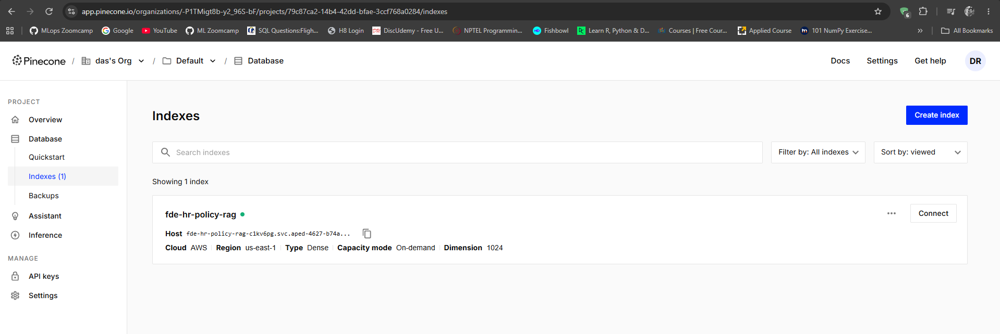 app.pinecone.io/organizations/-P1TMigt8b-y2_96S-bF/projects/79c87ca2-14b4-42dd-bfae-3ccf768a0284/indexes
6
MLops Zoomcamp Google YouTube ML Zoomcamp SQL Questions:Fligh... H8 Login DiscUdemy - Free U... NPTEL Programmin... Fishbowl Learn R, Python & D... Courses | Free Cour... Applied Course 101 NumPy Exercise... » All Bookmarks
Pinecone / das's Org / Default / Database Docs Settings Get help DR
PROJECT
Overview
Database
Quickstart
Indexes (1)
Backups
Assistant
Inference
MANAGE
API keys
Settings
Indexes Create index
Search indexes Filter by: All indexes Sort by: viewed
Showing 1 index
fde-hr-policy-rag Connect
Host fde-hr-policy-rag-c1kv6pg.svc.aped-4627-b74a...
Cloud AWS Region us-east-1 Type Dense Capacity mode On-demand Dimension 1024